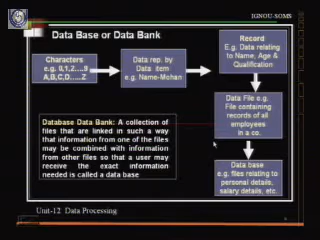 IGNOU-SOMS
Data Base or Data Bank
Characters
e.g. 0,1,2.....9
A,B,C,D.....Z
Data rep. by
Data item
e.g. Name-Mohan
Record
E.g. Data relating
to Name, Age &
Qualification
Data File e.g.
File containing
records of all
employees
in a co.
Database Data Bank: A collection of
files that are linked in such a way
that information from one of the files
may be combined with information
from other files so that a user may
receive the exact information
needed is called a data base
Data base
e.g. files relating to
personal details,
salary details, etc.
Unit-12 Data Processing